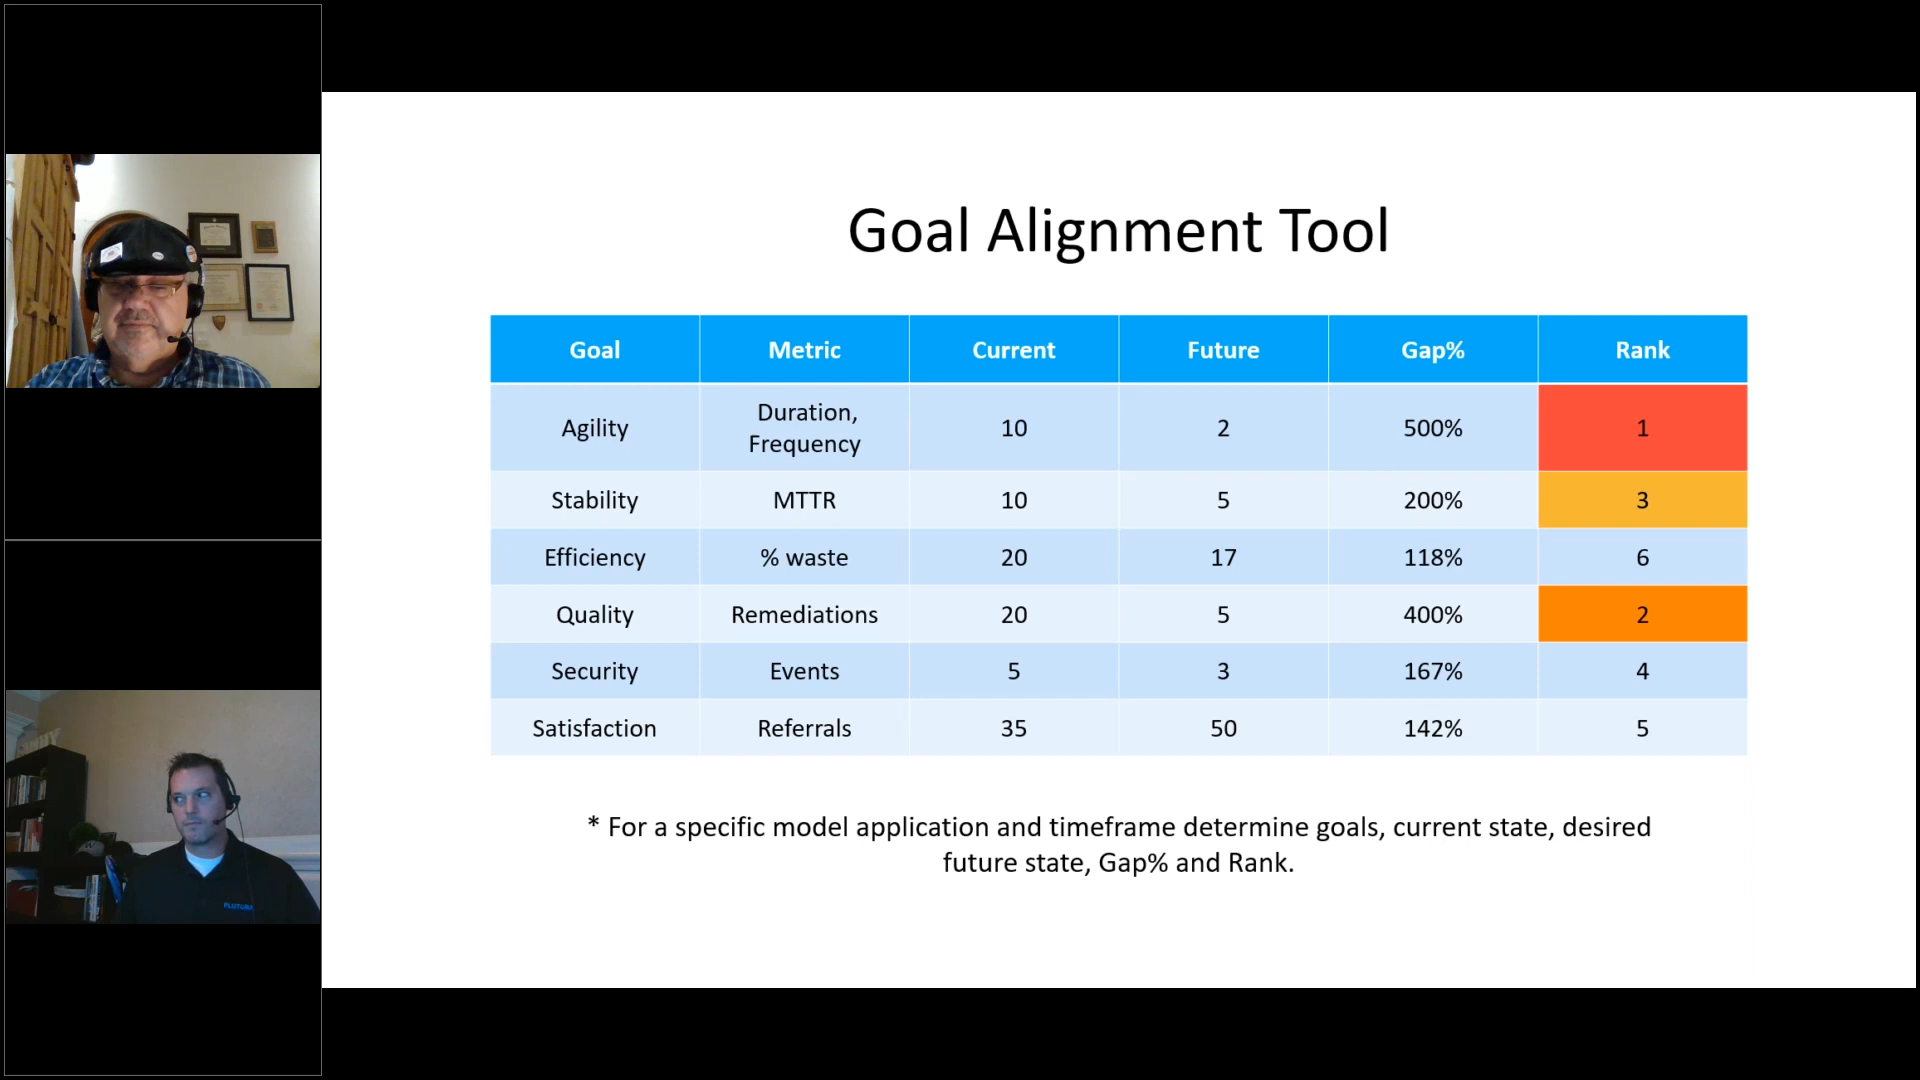 Goal Alignment Tool
Goal Metric Current Future Gap% Rank
Agility Duration, Frequency 10 2 500% 1
Stability MTTR 10 5 200% 3
Efficiency % waste 20 17 118% 6
Quality Remediations 20 5 400% 2
Security Events 5 3 167% 4
Satisfaction Referrals 35 50 142% 5
* For a specific model application and timeframe determine goals, current state, desired
future state, Gap% and Rank.